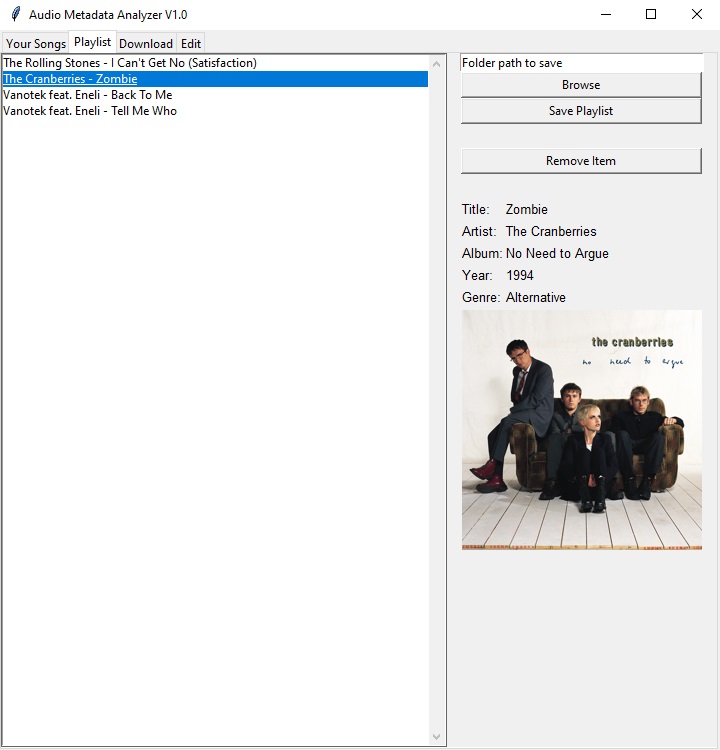 Audio Metadata Analyzer V1.0
Your Songs Playlist Download Edit
The Rolling Stones - I Can't Get No (Satisfaction)
The Cranberries - Zombie
Vanotek feat. Eneli - Back To Me
Vanotek feat. Eneli - Tell Me Who
Folder path to save
Browse
Save Playlist
Remove Item
Title: Zombie
Artist: The Cranberries
Album: No Need to Argue
Year: 1994
Genre: Alternative
the cranberries
no need to argue